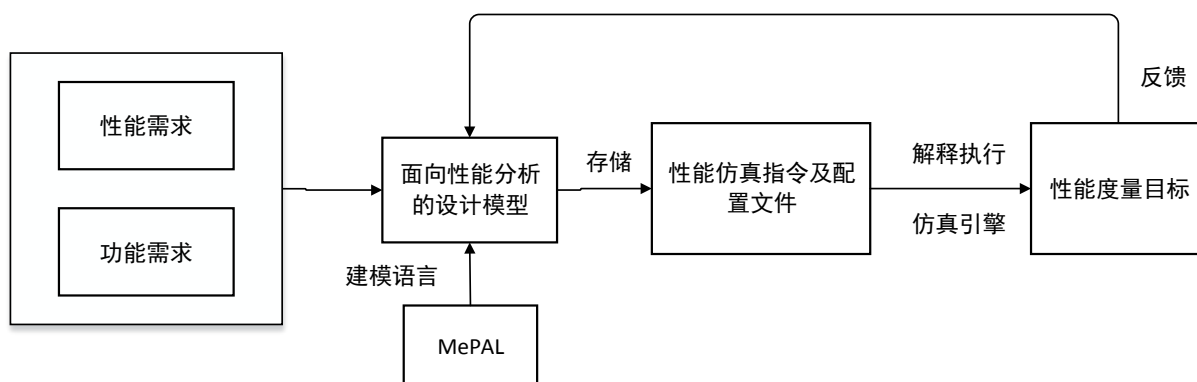 反馈
性能需求
功能需求
面向性能分析
的设计模型
存储
性能仿真指令及配
置文件
解释执行
仿真引擎
性能度量目标
建模语言
MePAL